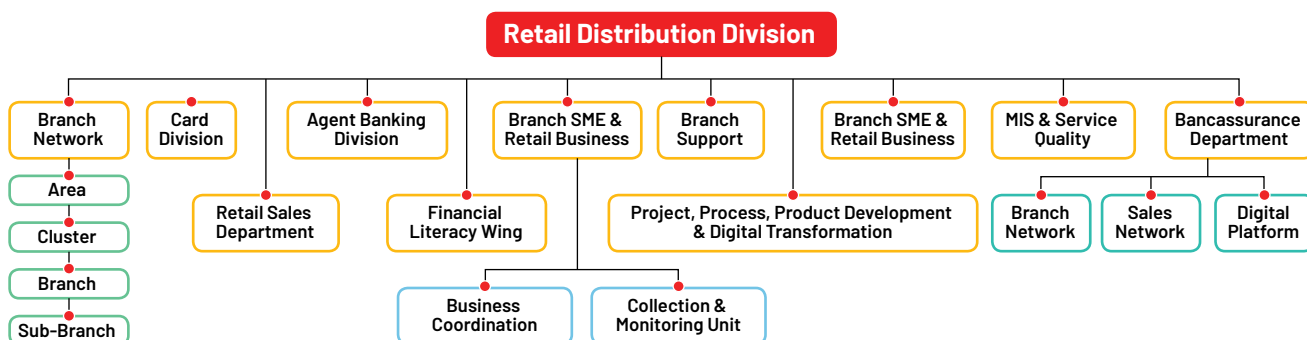 Retail Distribution Division
Branch
Network
Card
Division
Agent Banking
Division
Branch SME &
Retail Business
Branch
Support
Branch SME &
Retail Business
MIS & Service
Quality
Bancassurance
Department
Area
Cluster
Branch
Sub-Branch
Retail Sales
Department
Financial
Literacy Wing
Project, Process, Product Development
& Digital Transformation
Branch
Network
Sales
Network
Digital
Platform
Business
Coordination
Collection &
Monitoring Unit